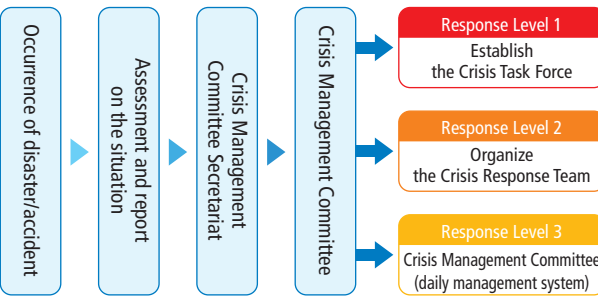 Occurrence of disaster/accident
Assessment and report
on the situation
Crisis Management
Committee Secretariat
Crisis Management Committee
Response Level 1
Establish
the Crisis Task Force
Response Level 2
Organize
the Crisis Response Team
Response Level 3
Crisis Management Committee
(daily management system)